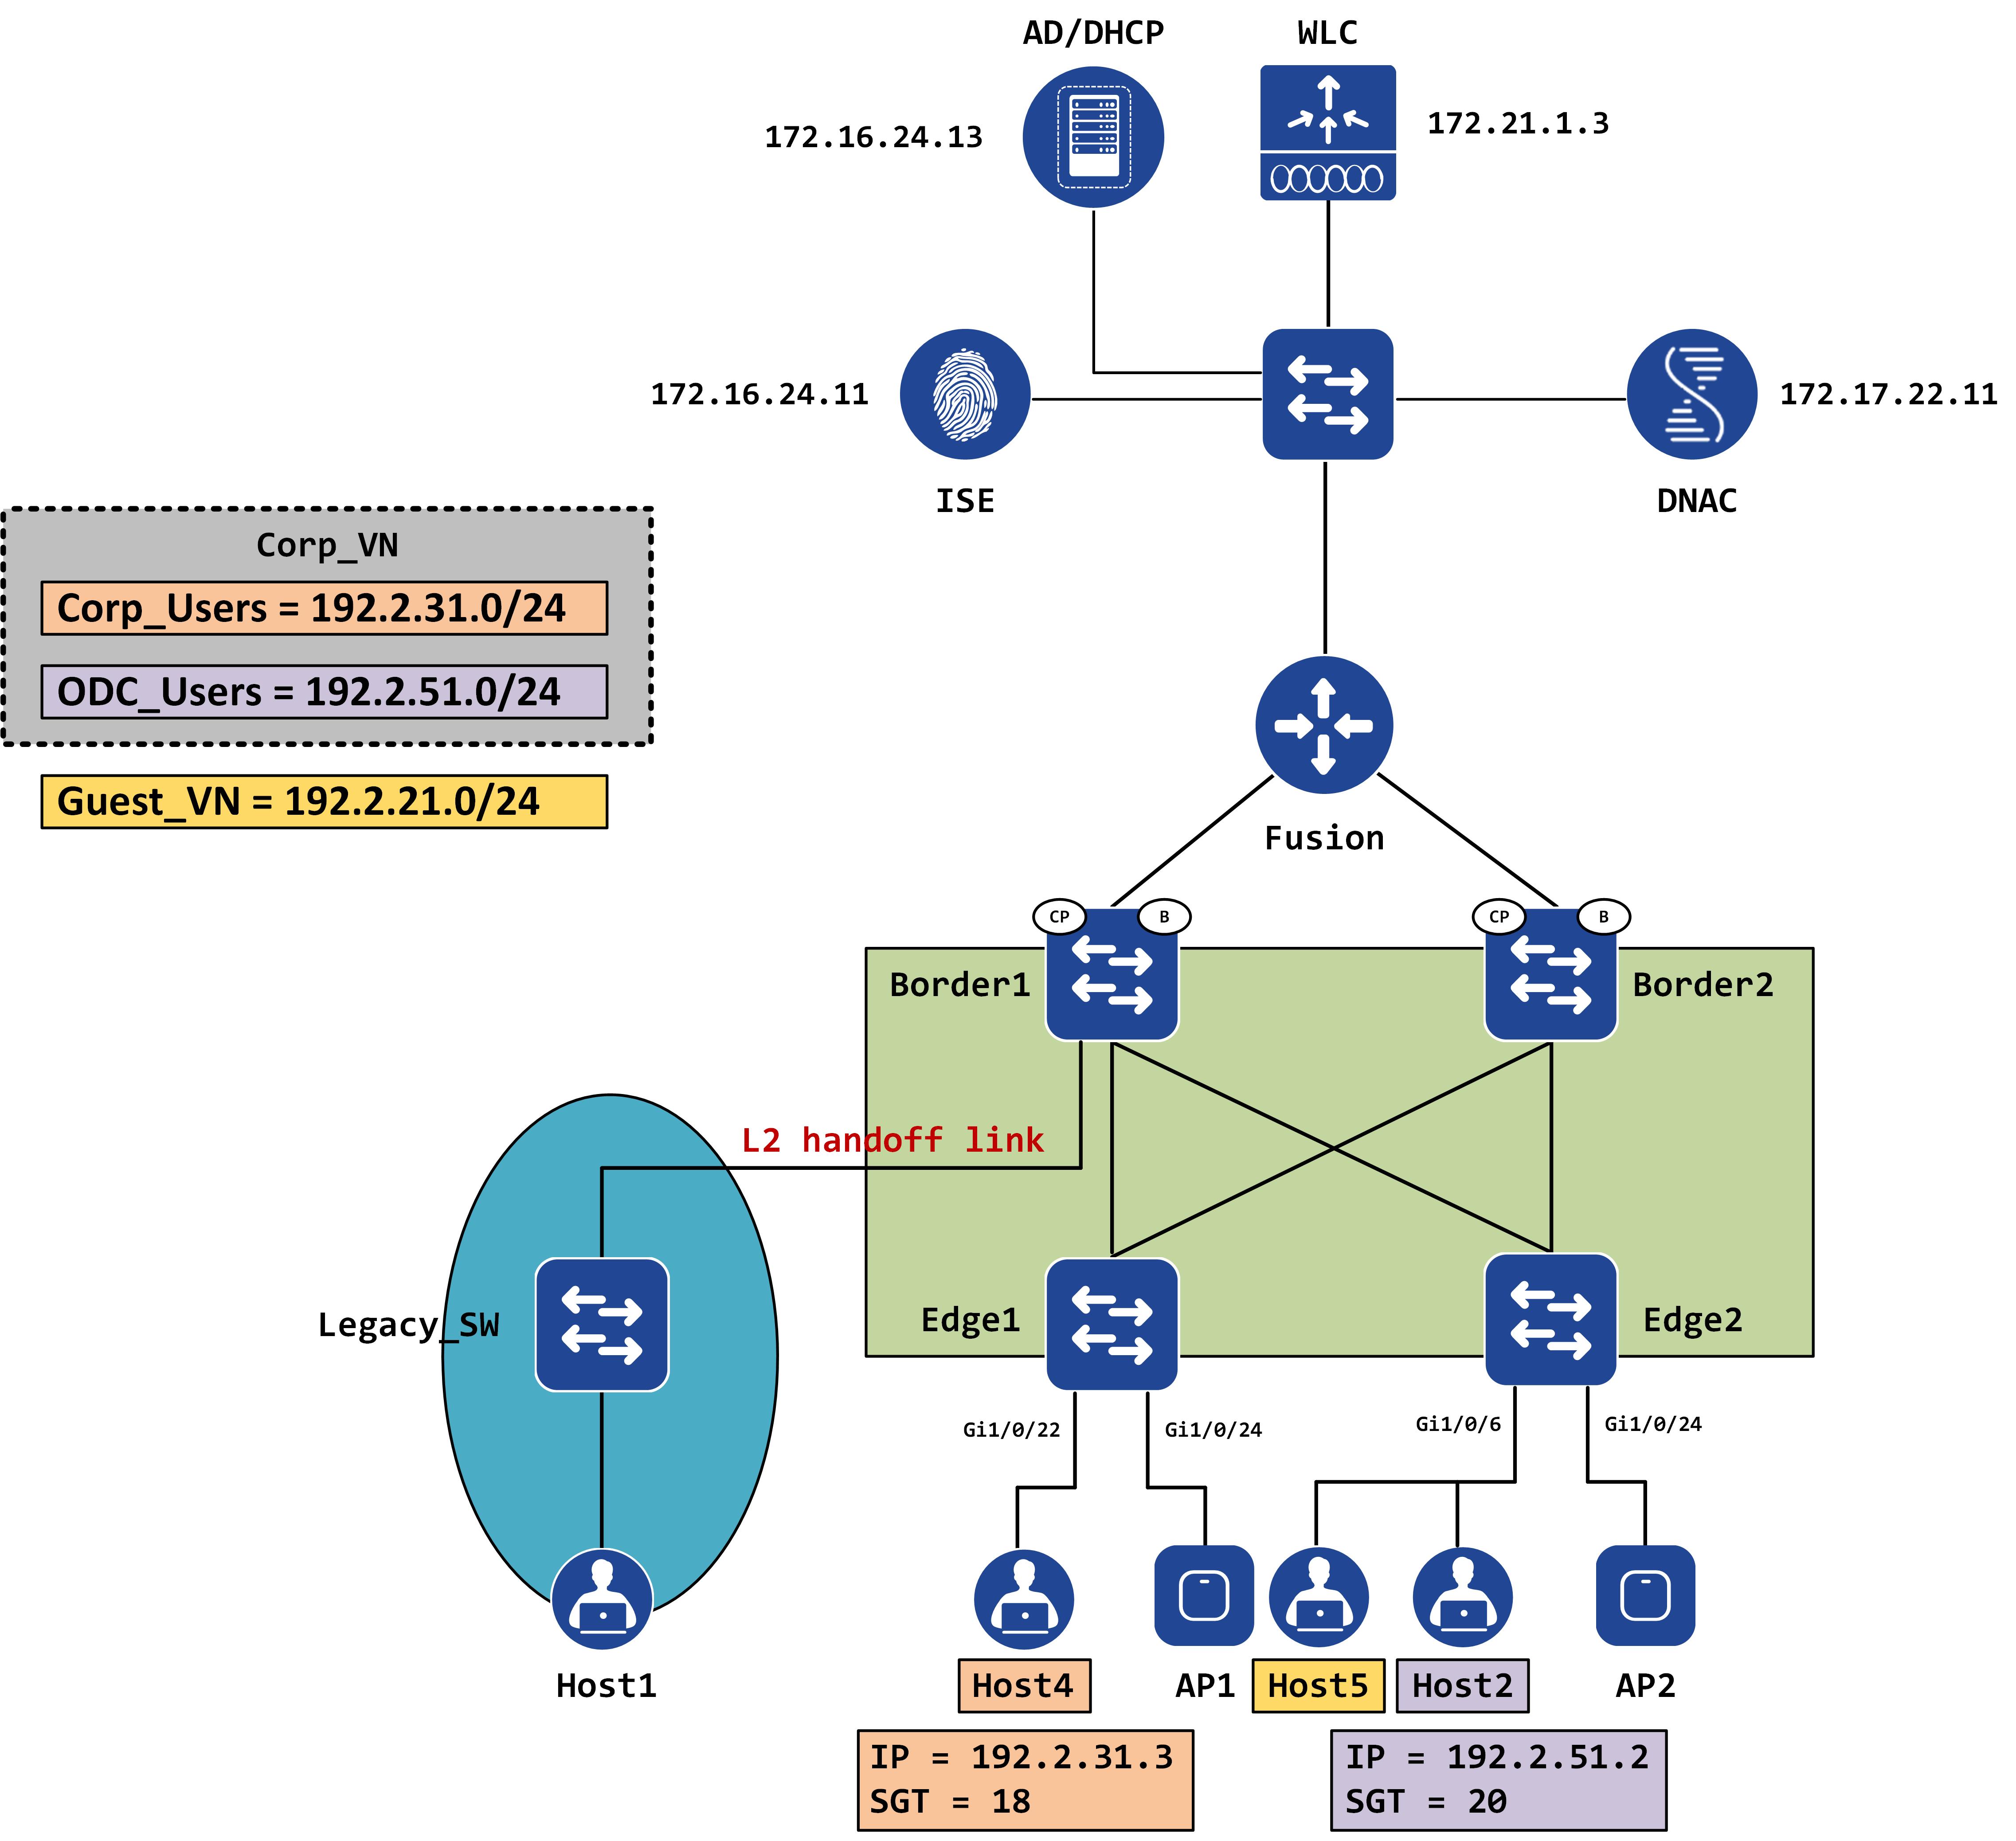 AD/DHCP
WLC
172.16.24.13
172.21.1.3
172.16.24.11
172.17.22.11
ISE
DNAC
Corp_VN
Corp_Users = 192.2.31.0/24
ODC_Users = 192.2.51.0/24
Guest_VN = 192.2.21.0/24
Fusion
CP
B
CP
B
Border1
Border2
L2 handoff link
Legacy_SW
Edge1
Edge2
Gi1/0/22
Gi1/0/24
Gi1/0/6
Gi1/0/24
Host1
Host4
AP1
Host5
Host2
AP2
IP = 192.2.31.3
SGT = 18
IP = 192.2.51.2
SGT = 20